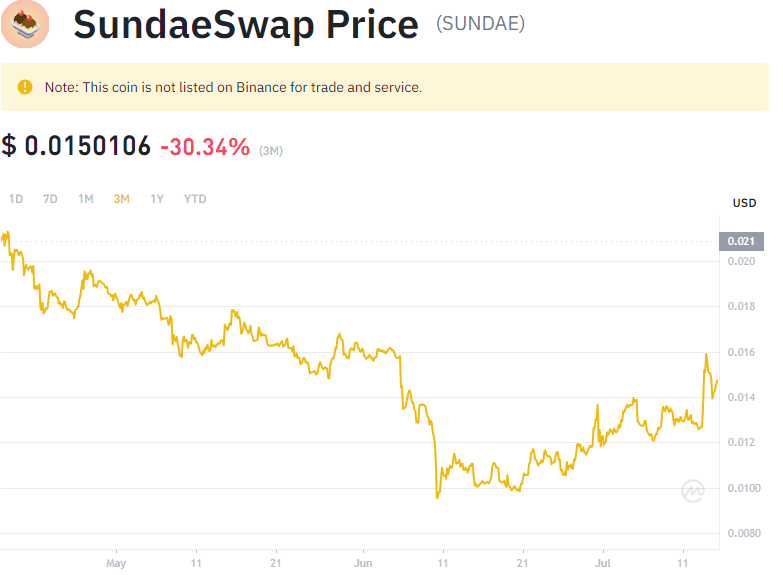 SundaeSwap Price (SUNDAE)
Note: This coin is not listed on Binance for trade and service.
$ 0.0150106 -30.34% (3M)
1D 7D 1M 3M 1Y YTD
USD
0.021
0.020
0.018
0.016
0.014
0.012
0.0100
0.0080
May 11 21 Jun 11 21 Jul 11